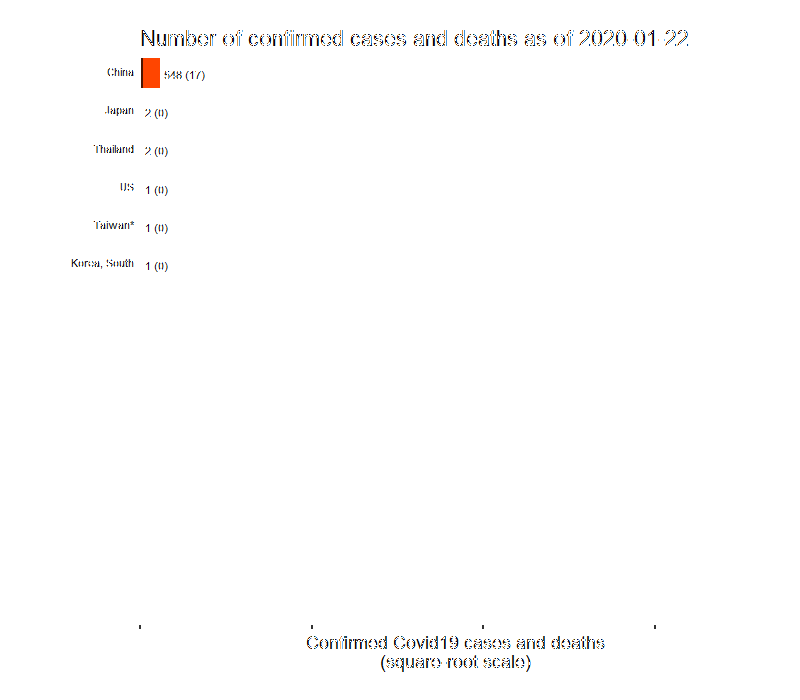 Number of confirmed cases and deaths as of 2020-01-22
China 548 (17)
Japan 2 (0)
Thailand 2 (0)
US 1 (0)
Taiwan* 1 (0)
Korea, South 1 (0)
Confirmed Covid19 cases and deaths
(square-root scale)